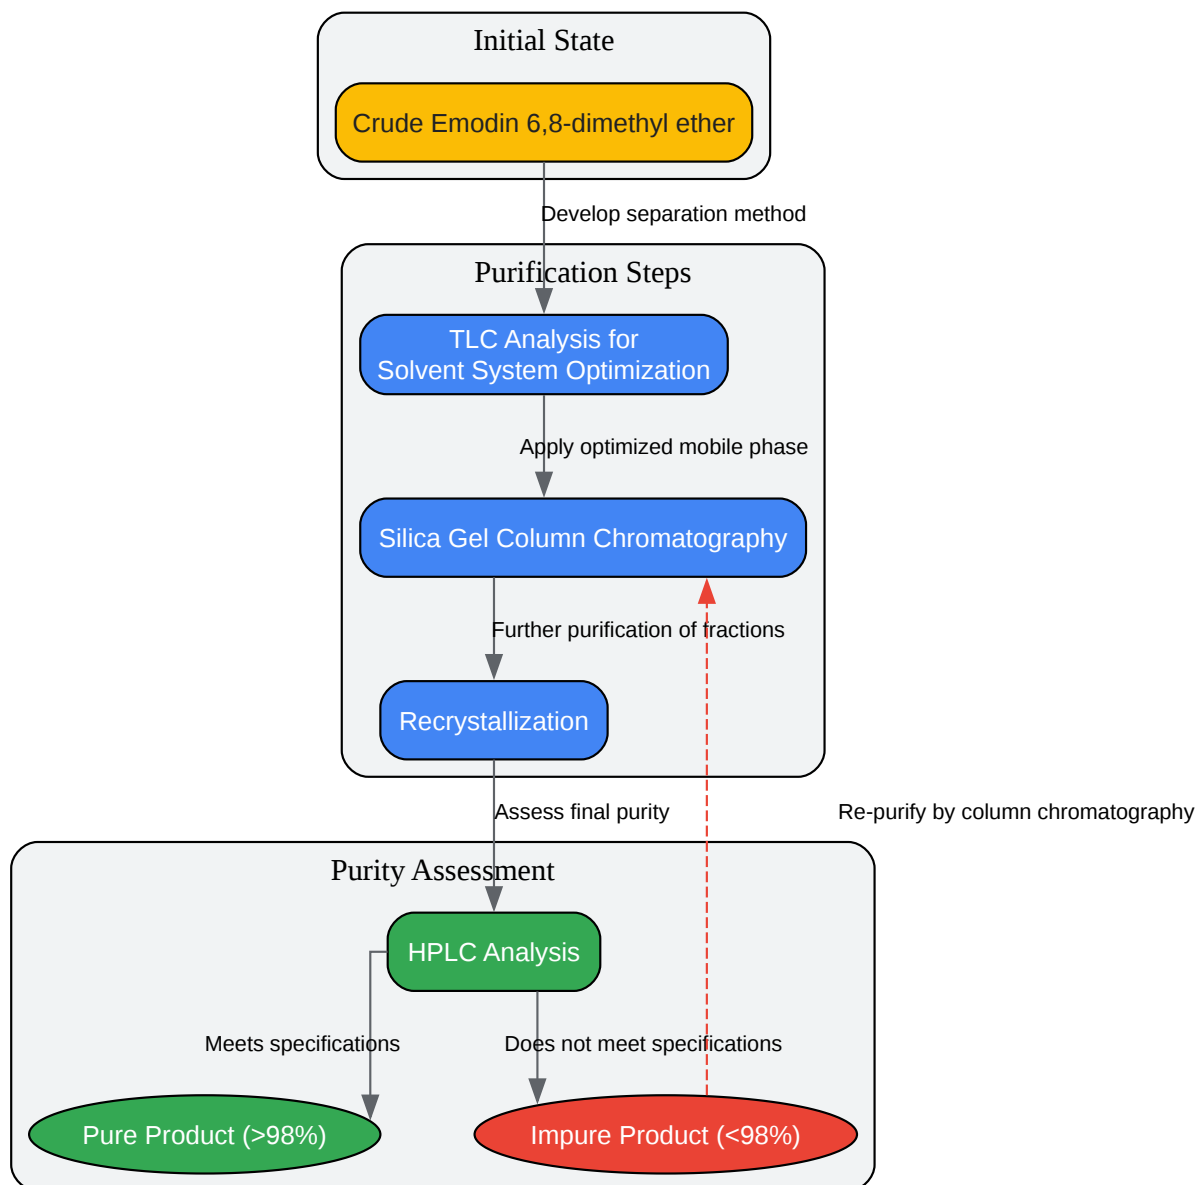 Initial State
Crude Emodin 6,8-dimethyl ether
Develop separation method
Purification Steps
TLC Analysis for
Solvent System Optimization
Apply optimized mobile phase
Silica Gel Column Chromatography
Further purification of fractions
Recrystallization
Assess final purity
Re-purify by column chromatography
Purity Assessment
HPLC Analysis
Meets specifications
Does not meet specifications
Pure Product (>98%)
Impure Product (<98%)